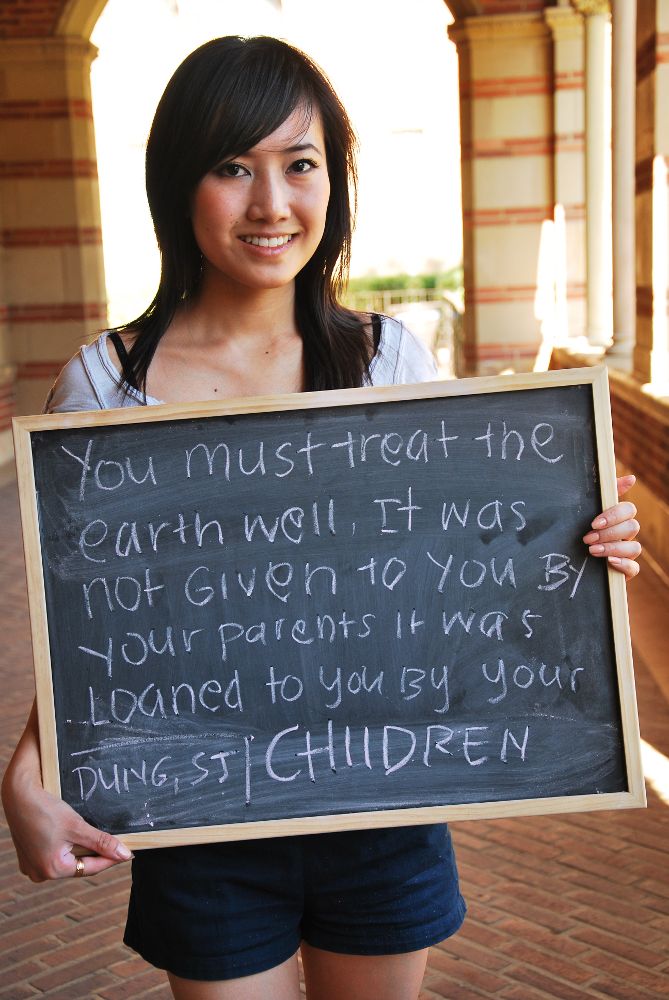 You must treat the
earth well, It was
not Given to You By
your parents it was
Loaned to you By your
DUNG, SJ | CHIlDREN